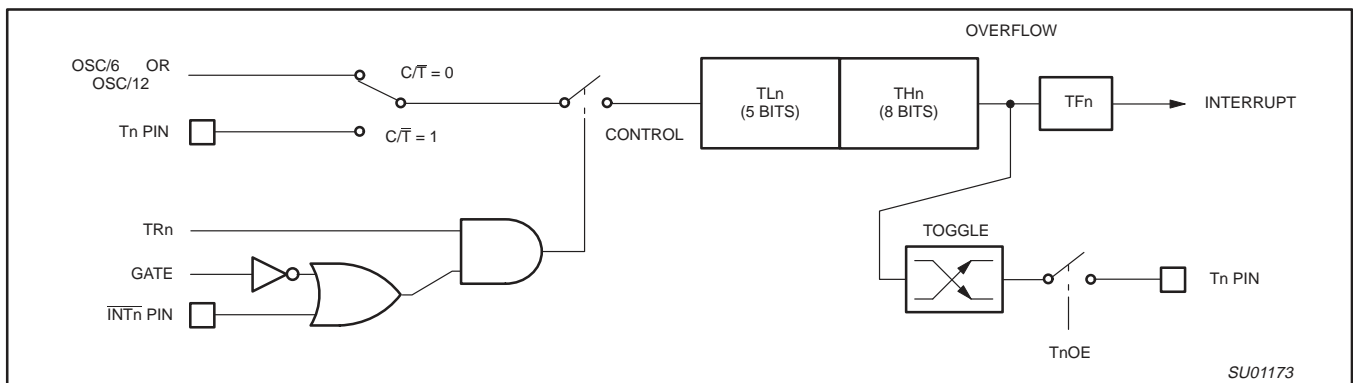 OVERFLOW
OSC/6 OR
OSC/12
C/T̅ = 0
TLn
(5 BITS)
THn
(8 BITS)
TFn
INTERRUPT
Tn PIN
C/T̅ = 1
CONTROL
TRn
TOGGLE
GATE
Tn PIN
I̅N̅T̅n̅ PIN
TnOE
SU01173